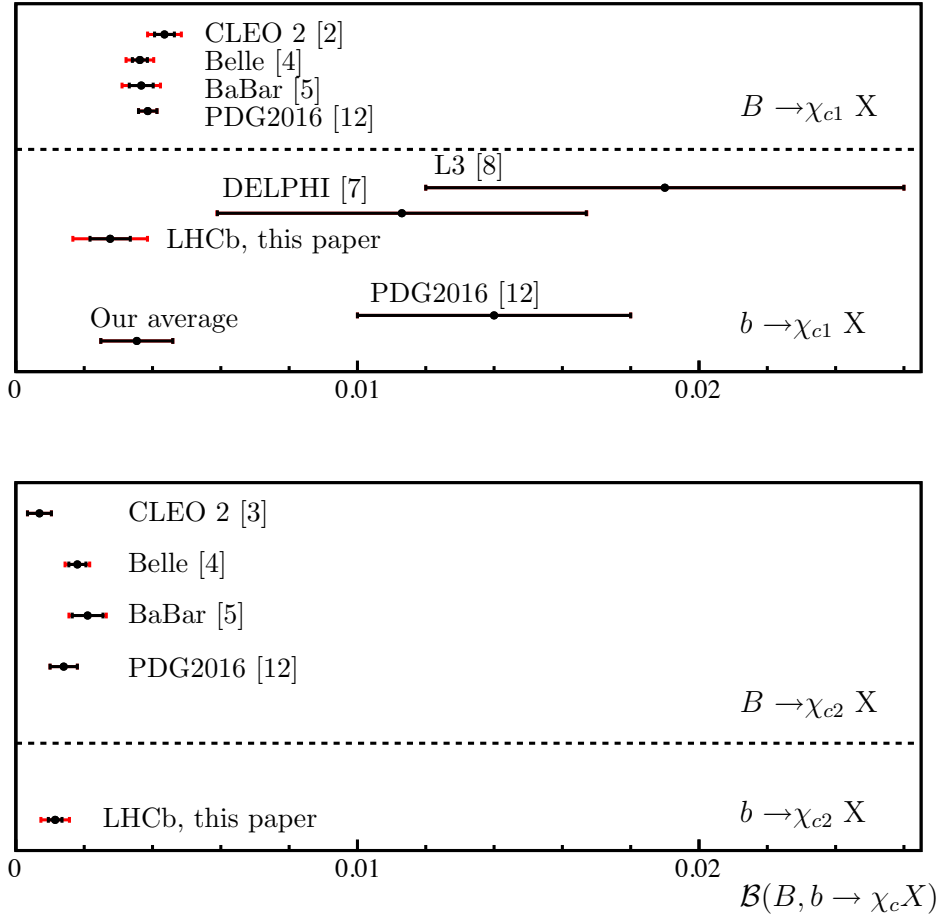 CLEO 2 [2]
Belle [4]
BaBar [5]
PDG2016 [12]
B →χc1 X
L3 [8]
DELPHI [7]
LHCb, this paper
PDG2016 [12]
Our average
b →χc1 X
0 0.01 0.02
CLEO 2 [3]
Belle [4]
BaBar [5]
PDG2016 [12]
B →χc2 X
LHCb, this paper
b →χc2 X
0 0.01 0.02
ℬ(B, b → χcX)